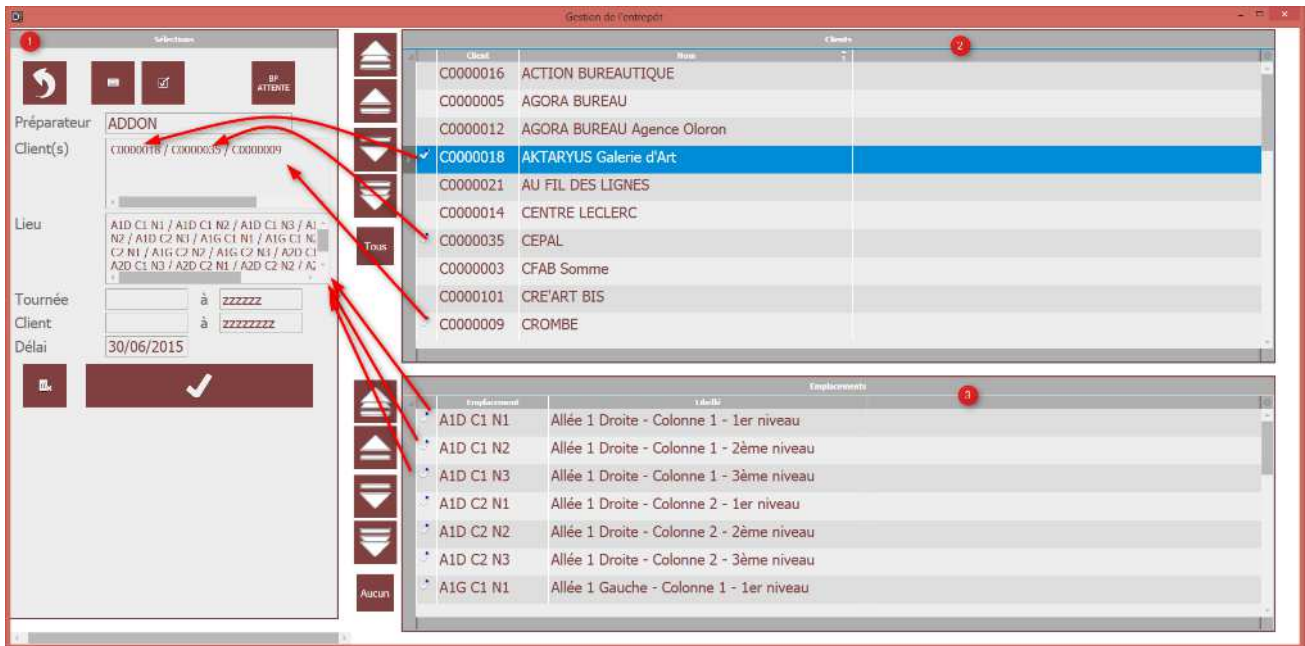 Gestion de l'entrepôt
1
Sélections
BP
ATTENTE
Préparateur ADDON
Client(s) C0000018 / C0000035 / C0000009
Lieu
A1D C1 N1 / A1D C1 N2 / A1D C1 N3 / A1
N2 / A1D C2 N3 / A1G C1 N1 / A1G C1 N2
C2 N1 / A1G C2 N2 / A1G C2 N3 / A2D C1
A2D C1 N3 / A2D C2 N1 / A2D C2 N2 / A2
Tournée à zzzzzz
Client à zzzzzzzz
Délai 30/06/2015
Tous
Aucun
Clients
2
Client Nom
C0000016 ACTION BUREAUTIQUE
C0000005 AGORA BUREAU
C0000012 AGORA BUREAU Agence Oloron
C0000018 AKTARYUS Galerie d'Art
C0000021 AU FIL DES LIGNES
C0000014 CENTRE LECLERC
C0000035 CEPAL
C0000003 CFAB Somme
C0000101 CRE'ART BIS
C0000009 CROMBE
Emplacements
3
Emplacement Libellé
A1D C1 N1 Allée 1 Droite - Colonne 1 - 1er niveau
A1D C1 N2 Allée 1 Droite - Colonne 1 - 2ème niveau
A1D C1 N3 Allée 1 Droite - Colonne 1 - 3ème niveau
A1D C2 N1 Allée 1 Droite - Colonne 2 - 1er niveau
A1D C2 N2 Allée 1 Droite - Colonne 2 - 2ème niveau
A1D C2 N3 Allée 1 Droite - Colonne 2 - 3ème niveau
A1G C1 N1 Allée 1 Gauche - Colonne 1 - 1er niveau